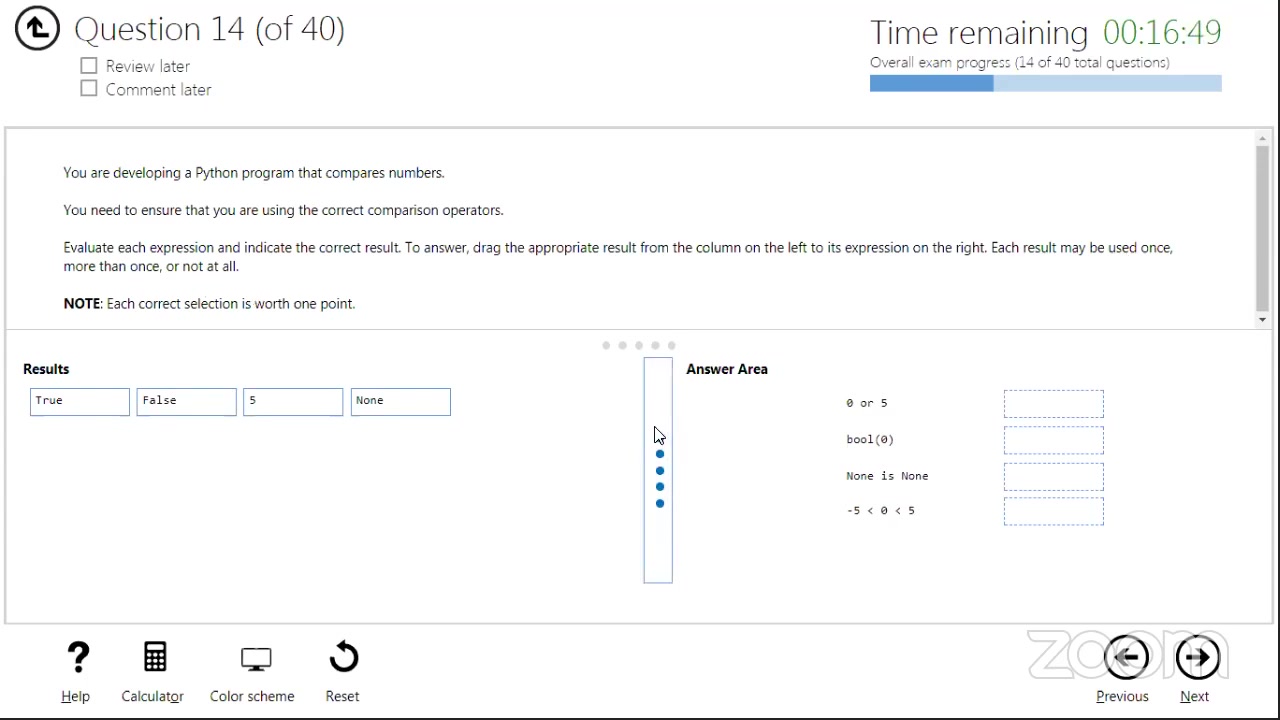 Question 14 (of 40)
Review later
Comment later
Time remaining 00:16:49
Overall exam progress (14 of 40 total questions)
You are developing a Python program that compares numbers.
You need to ensure that you are using the correct comparison operators.
Evaluate each expression and indicate the correct result. To answer, drag the appropriate result from the column on the left to its expression on the right. Each result may be used once,
more than once, or not at all.
NOTE: Each correct selection is worth one point.
Results
True False 5 None
Answer Area
0 or 5
bool(0)
None is None
-5 < 0 < 5
Help Calculator Color scheme Reset
zoom
Previous Next